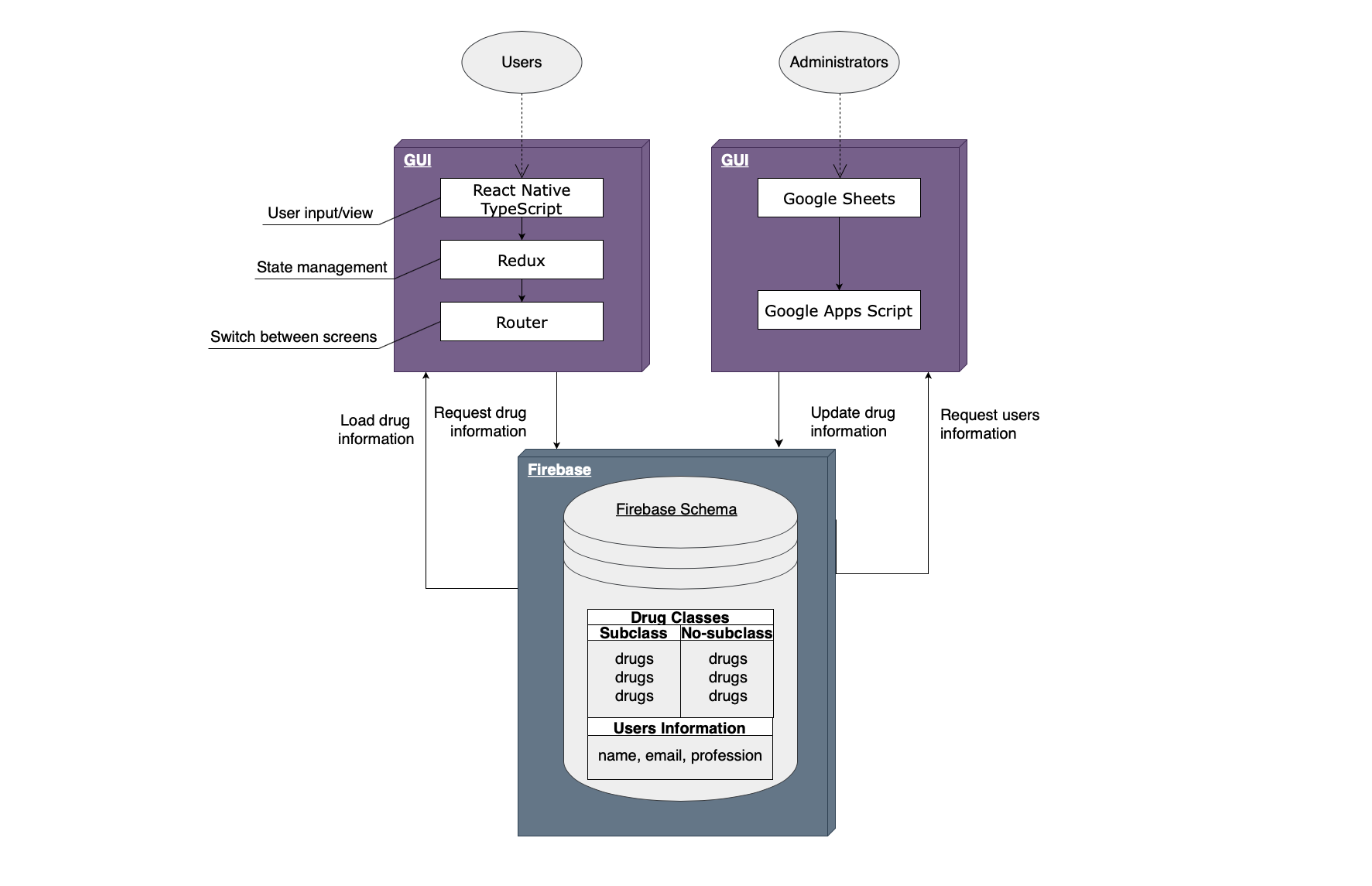 Users
Administrators
GUI
React Native
TypeScript
User input/view
Redux
State management
Router
Switch between screens
GUI
Google Sheets
Google Apps Script
Load drug
information
Request drug
information
Update drug
information
Request users
information
Firebase
Firebase Schema
Drug Classes
Subclass No-subclass
drugs drugs
drugs drugs
drugs drugs
Users Information
name, email, profession